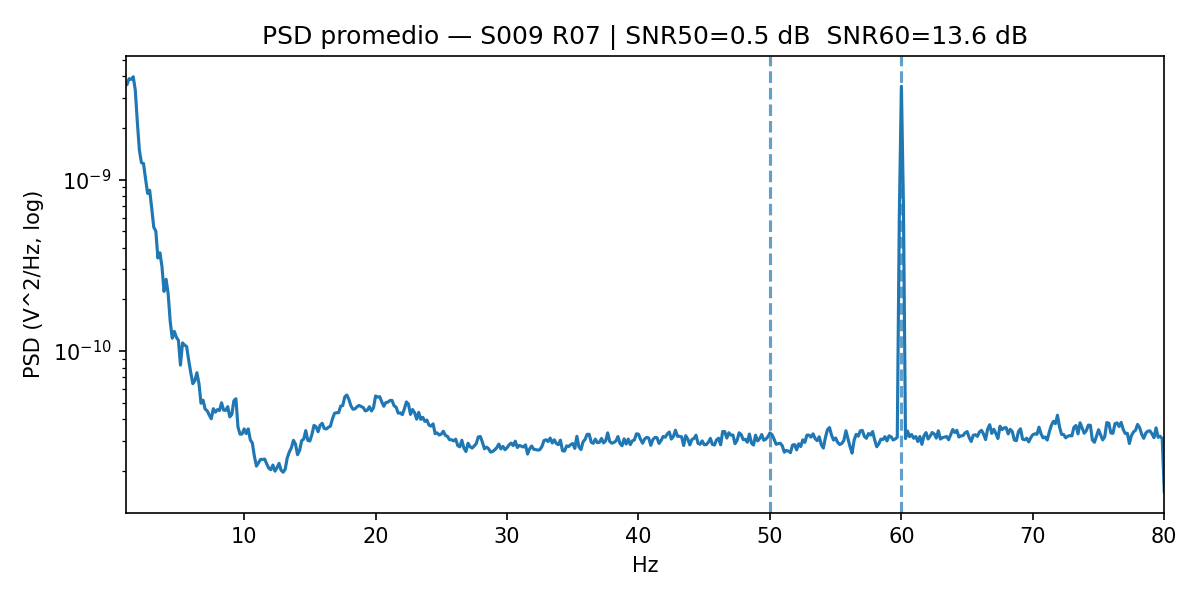 PSD promedio — S009 R07 | SNR50=0.5 dB  SNR60=13.6 dB
PSD (V^2/Hz, log)
10⁻⁹
10⁻¹⁰
10 20 30 40 50 60 70 80
Hz